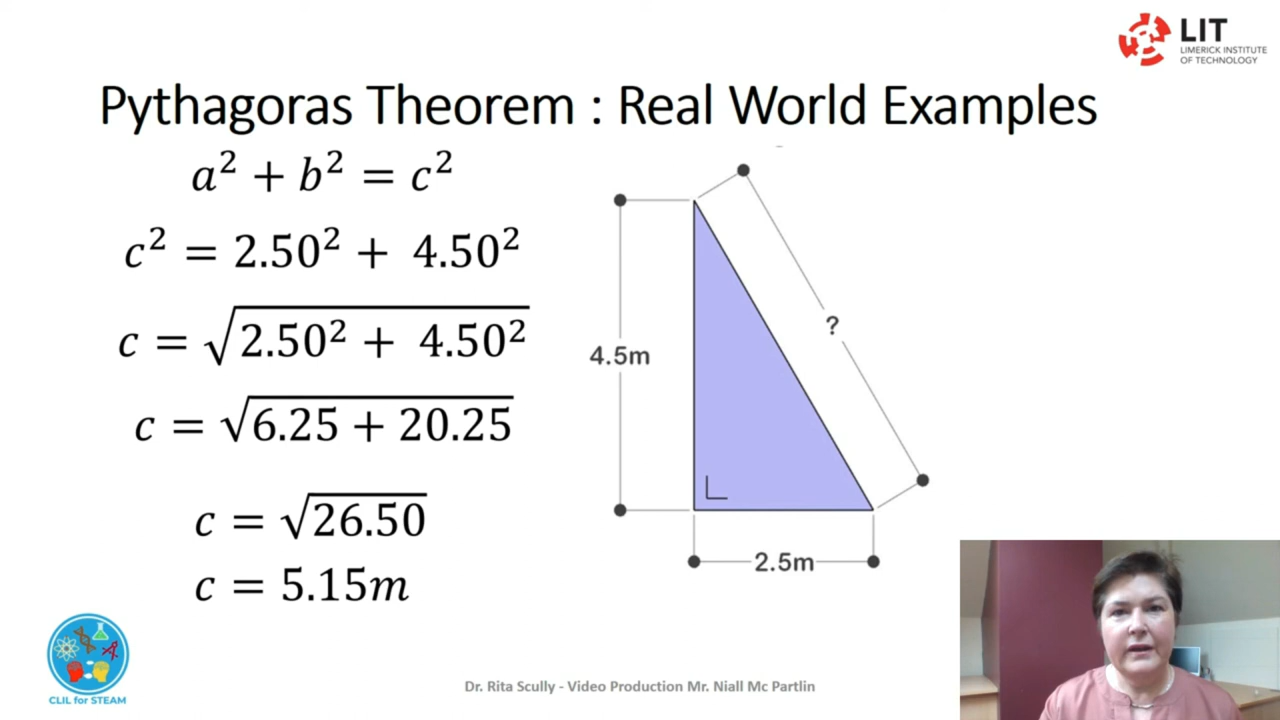 LIT
LIMERICK INSTITUTE
OF TECHNOLOGY
Pythagoras Theorem : Real World Examples
a² + b² = c²
c² = 2.50² + 4.50²
c = √2.50² + 4.50²
c = √6.25 + 20.25
c = √26.50
c = 5.15m
4.5m
?
2.5m
CLIL for STEAM
Dr. Rita Scully - Video Production Mr. Niall Mc Partlin